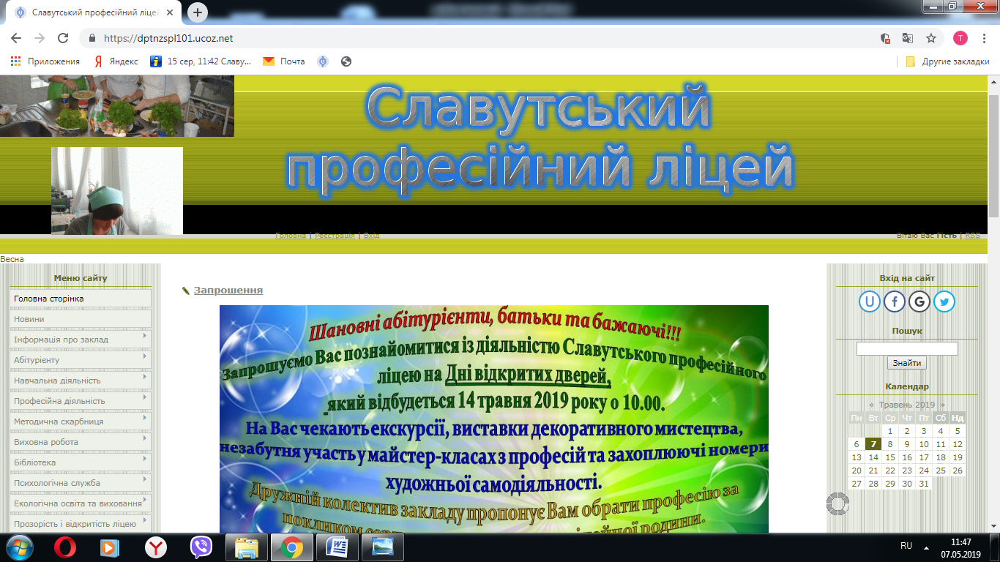 Славутський професійний ліцей
https://dptnzspl101.ucoz.net
T
Приложения
Яндекс
15 сер, 11:42 Славу...
Почта
Другие закладки
Славутський
професійний ліцей
Головна | Реєстрація | Вхід
Вітаю Вас Гість | RSS
Весна
Меню сайту
Головна сторінка
Новини
Інформація про заклад
Абітурієнту
Навчальна діяльність
Професійна діяльність
Методична скарбниця
Виховна робота
Бібліотека
Психологічна служба
Екологічна освіта та виховання
Прозорість і відкритість ліцею
Запрошення
Шановні абітурієнти, батьки та бажаючі!!!
Запрошуємо Вас познайомитися із діяльністю Славутського професійного
ліцею на Дні відкритих дверей,
який відбудеться 14 травня 2019 року о 10.00.
На Вас чекають екскурсії, виставки декоративного мистецтва,
незабутня участь у майстер-класах з професій та захоплюючі номери
художньої самодіяльності.
Дружній колектив закладу пропонує Вам обрати професію за
покликом
родини.
Вхід на сайт
Пошук
Знайти
Календар
« Травень 2019 »
Пн Вт Ср Чт Пт Сб Нд
1 2 3 4 5
6 7 8 9 10 11 12
13 14 15 16 17 18 19
20 21 22 23 24 25 26
27 28 29 30 31
RU
11:47
07.05.2019